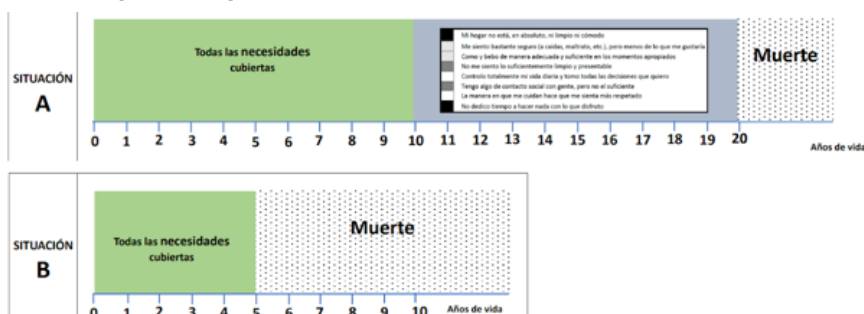 Todas las necesidades
cubiertas
Mi hogar no está, en absoluto, ni limpio ni cómodo
Me siento bastante seguro (a caídas, maltrato, etc.), pero menos de lo que me gustaría
Como y bebo de manera adecuada y suficiente en los momentos apropiados
No me siento lo suficientemente limpio y presentable
Controlo totalmente mi vida diaria y tomo todas las decisiones que quiero
Tengo algo de contacto social con gente, pero no el suficiente
La manera en que me cuidan hace que me sienta más respetado
No dedico tiempo a hacer nada con lo que disfruto
Muerte
SITUACIÓN
A
0 1 2 3 4 5 6 7 8 9 10 11 12 13 14 15 16 17 18 19 20
Años de vida
Todas las necesidades
cubiertas
Muerte
SITUACIÓN
B
0 1 2 3 4 5 6 7 8 9 10 Años de vida